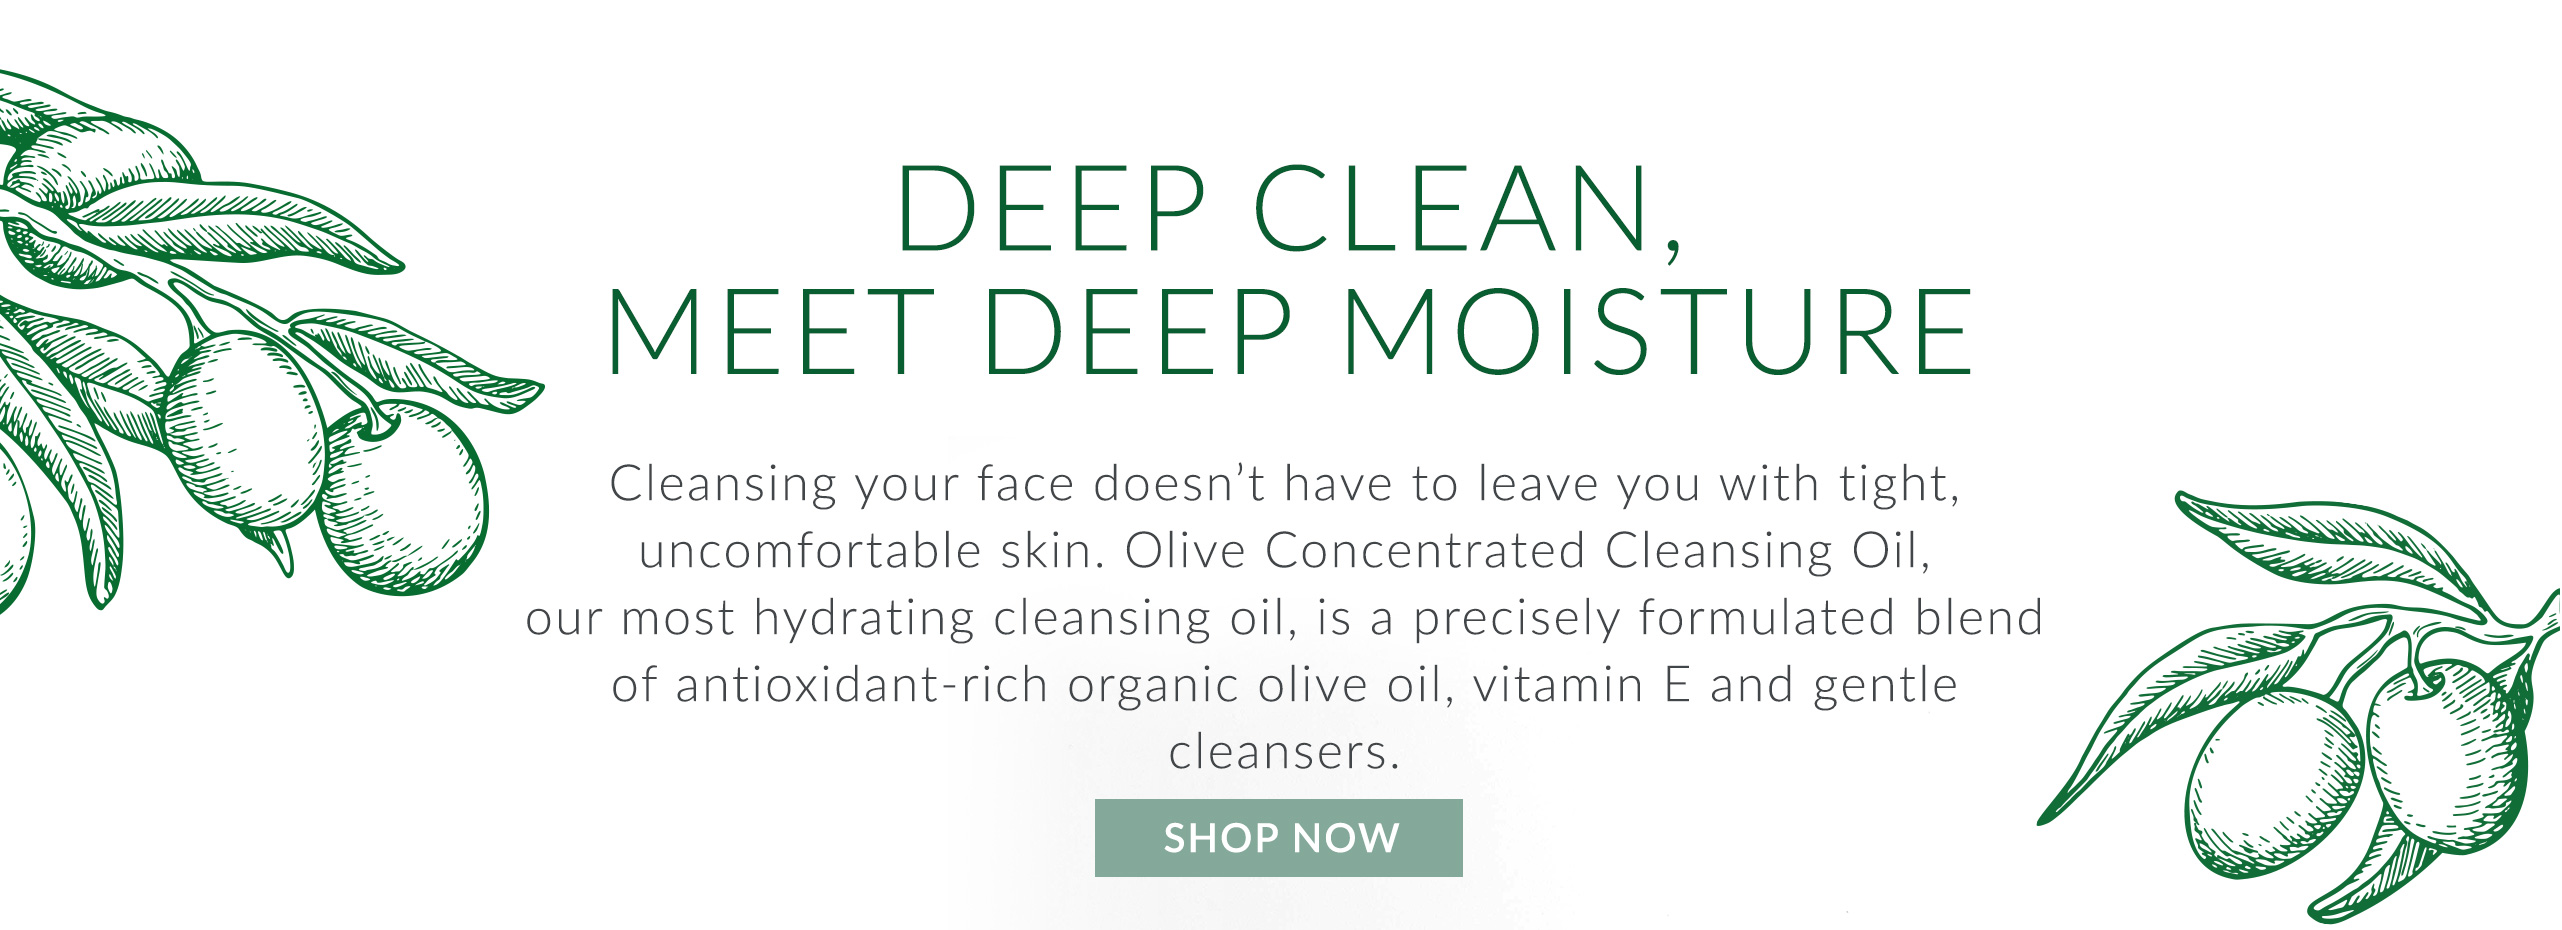 DEEP CLEAN,
MEET DEEP MOISTURE
Cleansing your face doesn’t have to leave you with tight,
uncomfortable skin. Olive Concentrated Cleansing Oil,
our most hydrating cleansing oil, is a precisely formulated blend
of antioxidant-rich organic olive oil, vitamin E and gentle
cleansers.
SHOP NOW